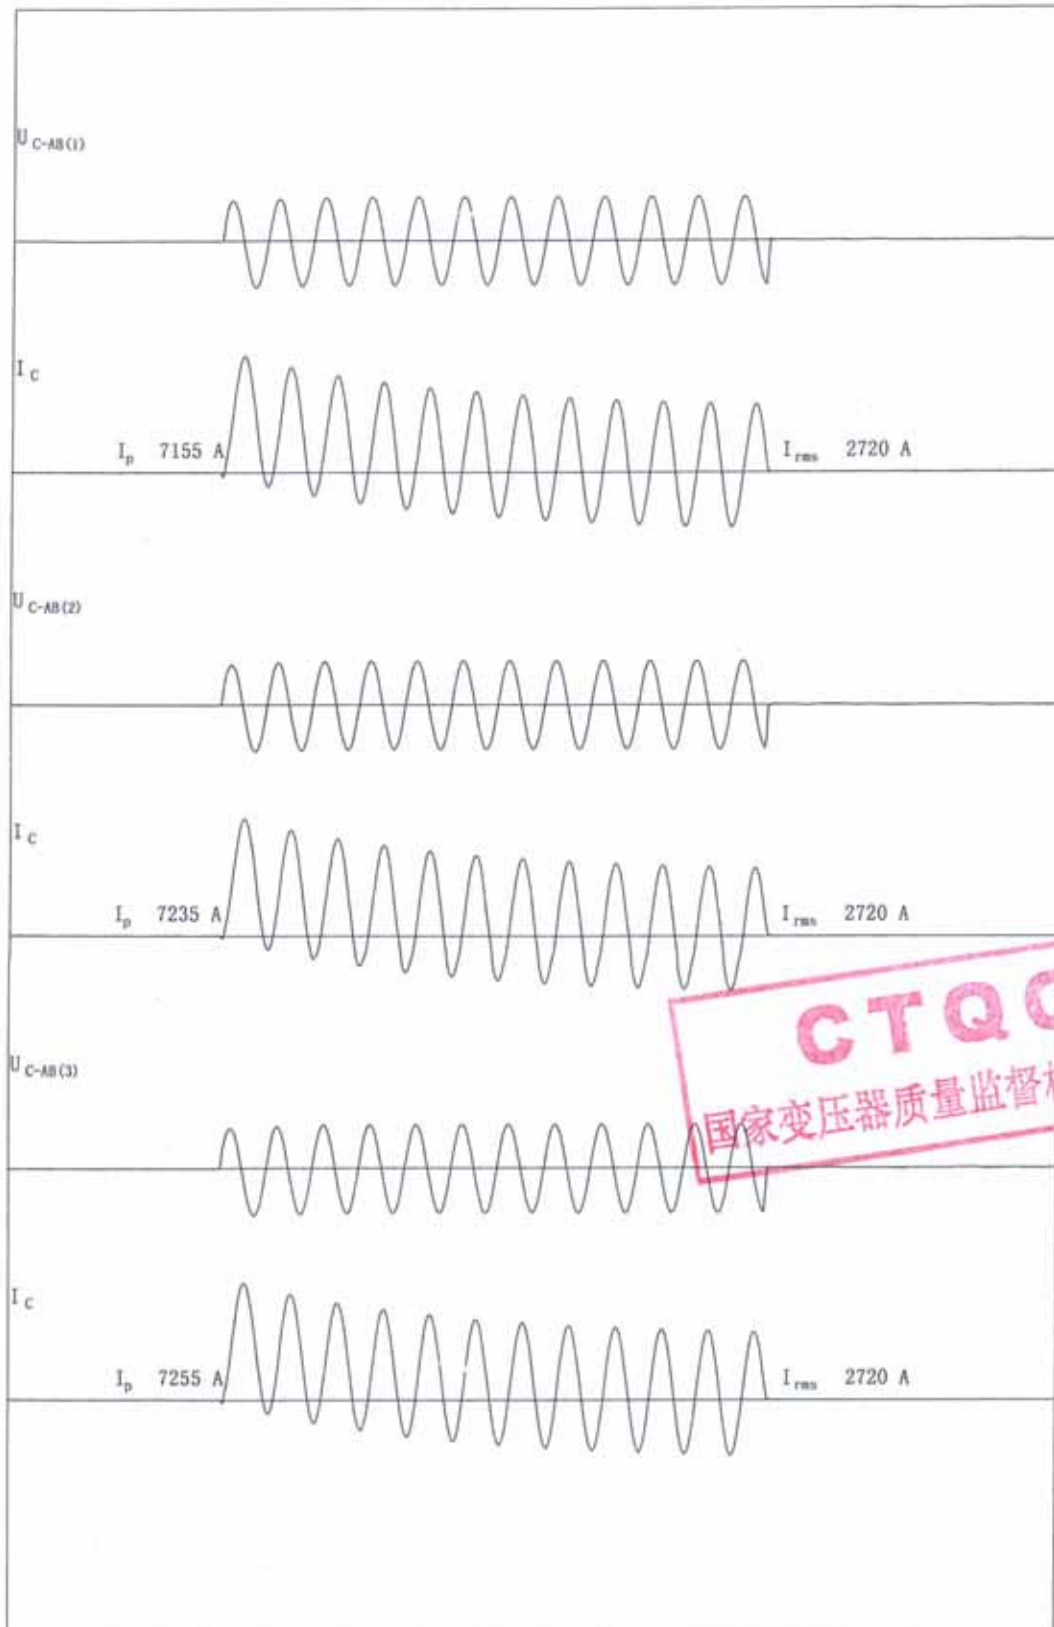 U C-AB(1)
I C
I p 7155 A
I rms 2720 A
U C-AB(2)
I C
I p 7235 A
I rms 2720 A
CTQC
国家变压器质量监督
U C-AB(3)
I C
I p 7255 A
I rms 2720 A